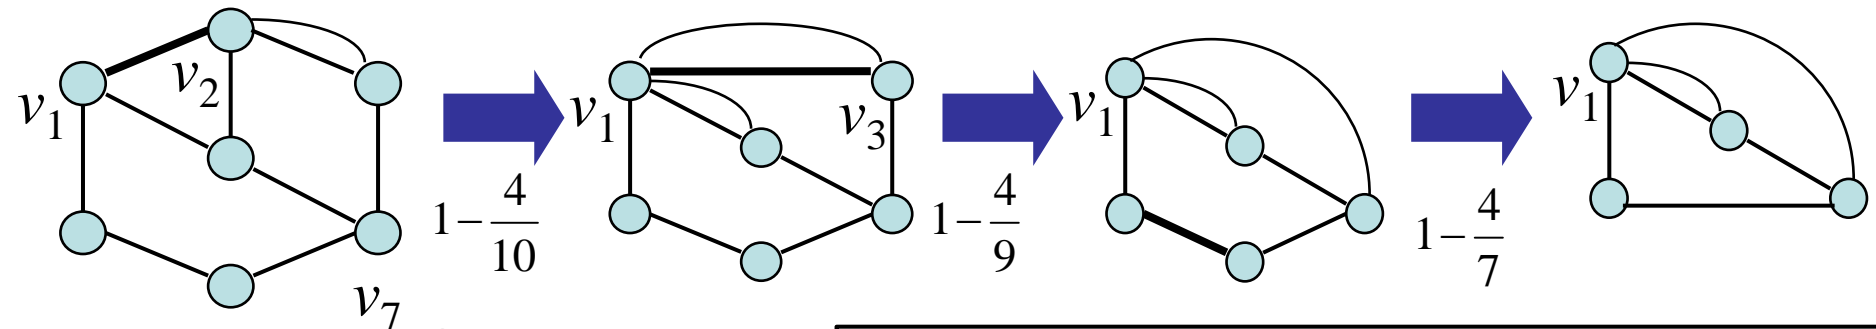 v₁ v₂ v₇
1 − 4/10
v₁ v₃
1 − 4/9
v₁
1 − 4/7
v₁